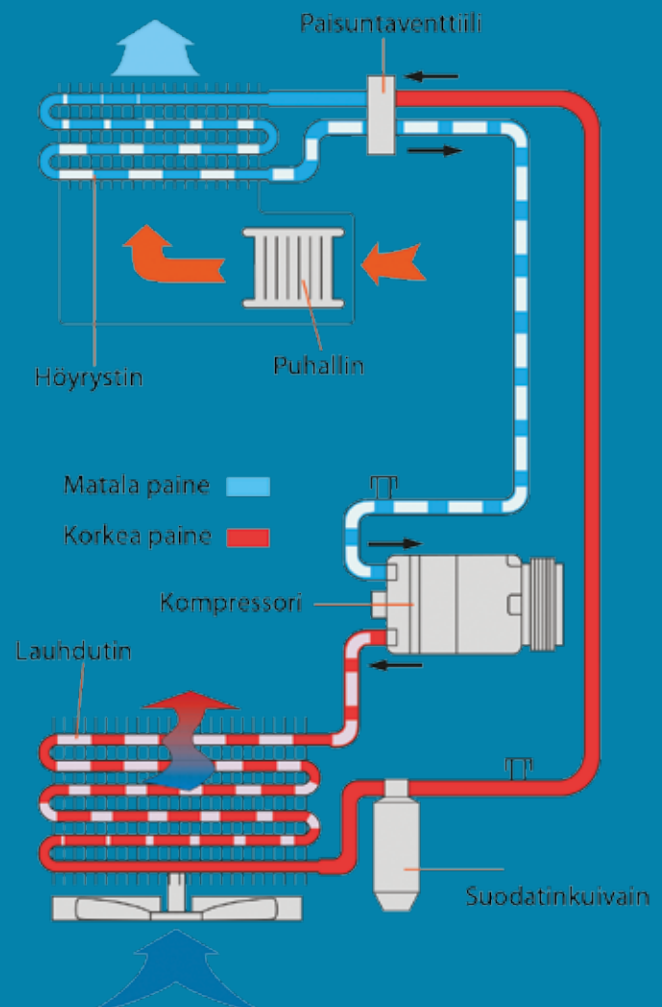 Paisuntaventtiili
Höyrystin
Puhallin
Matala paine
Korkea paine
Kompressori
Lauhdutin
Suodatinkuivain